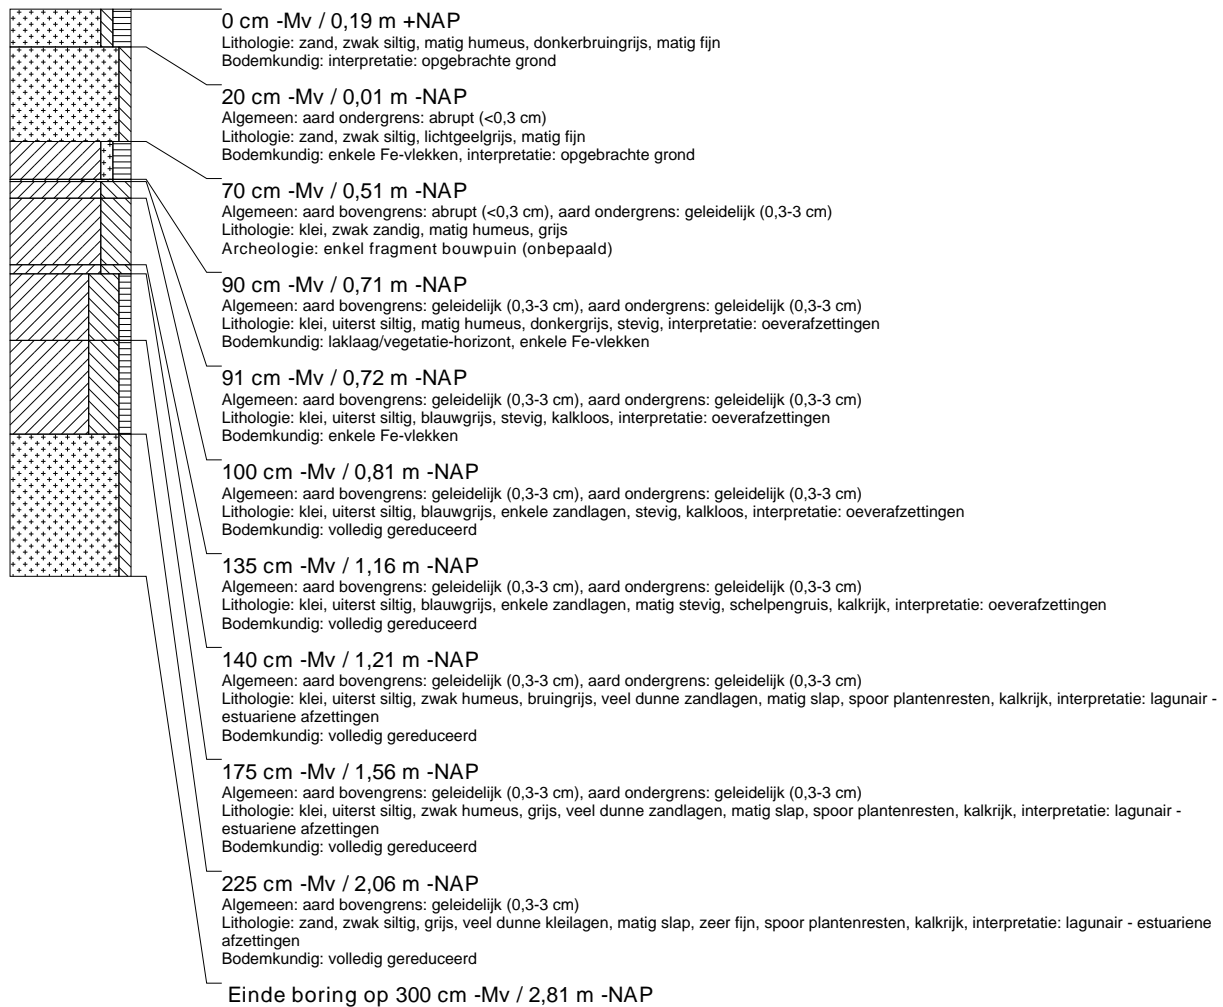 0 cm -Mv / 0,19 m +NAP
Lithologie: zand, zwak siltig, matig humeus, donkerbruingrijs, matig fijn
Bodemkundig: interpretatie: opgebrachte grond
20 cm -Mv / 0,01 m -NAP
Algemeen: aard ondergrens: abrupt (<0,3 cm)
Lithologie: zand, zwak siltig, lichtgeelgrijs, matig fijn
Bodemkundig: enkele Fe-vlekken, interpretatie: opgebrachte grond
70 cm -Mv / 0,51 m -NAP
Algemeen: aard bovengrens: abrupt (<0,3 cm), aard ondergrens: geleidelijk (0,3-3 cm)
Lithologie: klei, zwak zandig, matig humeus, grijs
Archeologie: enkel fragment bouwpuin (onbepaald)
90 cm -Mv / 0,71 m -NAP
Algemeen: aard bovengrens: geleidelijk (0,3-3 cm), aard ondergrens: geleidelijk (0,3-3 cm)
Lithologie: klei, uiterst siltig, matig humeus, donkergrijs, stevig, interpretatie: oeverafzettingen
Bodemkundig: laklaag/vegetatie-horizont, enkele Fe-vlekken
91 cm -Mv / 0,72 m -NAP
Algemeen: aard bovengrens: geleidelijk (0,3-3 cm), aard ondergrens: geleidelijk (0,3-3 cm)
Lithologie: klei, uiterst siltig, blauwgrijs, stevig, kalkloos, interpretatie: oeverafzettingen
Bodemkundig: enkele Fe-vlekken
100 cm -Mv / 0,81 m -NAP
Algemeen: aard bovengrens: geleidelijk (0,3-3 cm), aard ondergrens: geleidelijk (0,3-3 cm)
Lithologie: klei, uiterst siltig, blauwgrijs, enkele zandlagen, stevig, kalkloos, interpretatie: oeverafzettingen
Bodemkundig: volledig gereduceerd
135 cm -Mv / 1,16 m -NAP
Algemeen: aard bovengrens: geleidelijk (0,3-3 cm), aard ondergrens: geleidelijk (0,3-3 cm)
Lithologie: klei, uiterst siltig, blauwgrijs, enkele zandlagen, matig stevig, schelpengruis, kalkrijk, interpretatie: oeverafzettingen
Bodemkundig: volledig gereduceerd
140 cm -Mv / 1,21 m -NAP
Algemeen: aard bovengrens: geleidelijk (0,3-3 cm), aard ondergrens: geleidelijk (0,3-3 cm)
Lithologie: klei, uiterst siltig, zwak humeus, bruingrijs, veel dunne zandlagen, matig slap, spoor plantenresten, kalkrijk, interpretatie: lagunair -
estuariene afzettingen
Bodemkundig: volledig gereduceerd
175 cm -Mv / 1,56 m -NAP
Algemeen: aard bovengrens: geleidelijk (0,3-3 cm), aard ondergrens: geleidelijk (0,3-3 cm)
Lithologie: klei, uiterst siltig, zwak humeus, grijs, veel dunne zandlagen, matig slap, spoor plantenresten, kalkrijk, interpretatie: lagunair -
estuariene afzettingen
Bodemkundig: volledig gereduceerd
225 cm -Mv / 2,06 m -NAP
Algemeen: aard bovengrens: geleidelijk (0,3-3 cm)
Lithologie: zand, zwak siltig, grijs, veel dunne kleilagen, matig slap, zeer fijn, spoor plantenresten, kalkrijk, interpretatie: lagunair - estuariene
afzettingen
Bodemkundig: volledig gereduceerd
Einde boring op 300 cm -Mv / 2,81 m -NAP